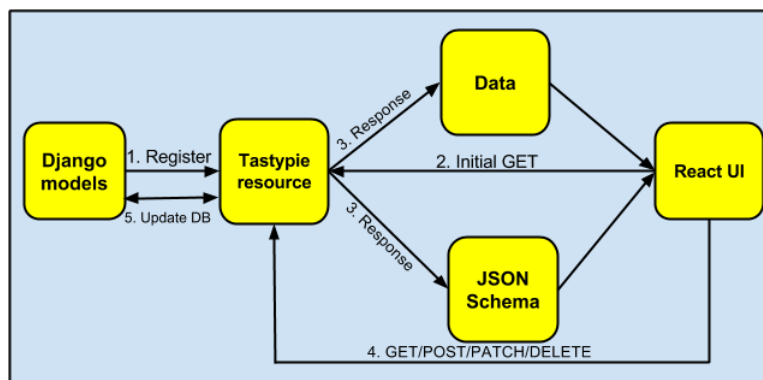 Data
3. Response
1. Register
2. Initial GET
Django
models
Tastypie
resource
React UI
5. Update DB
3. Response
JSON
Schema
4. GET/POST/PATCH/DELETE